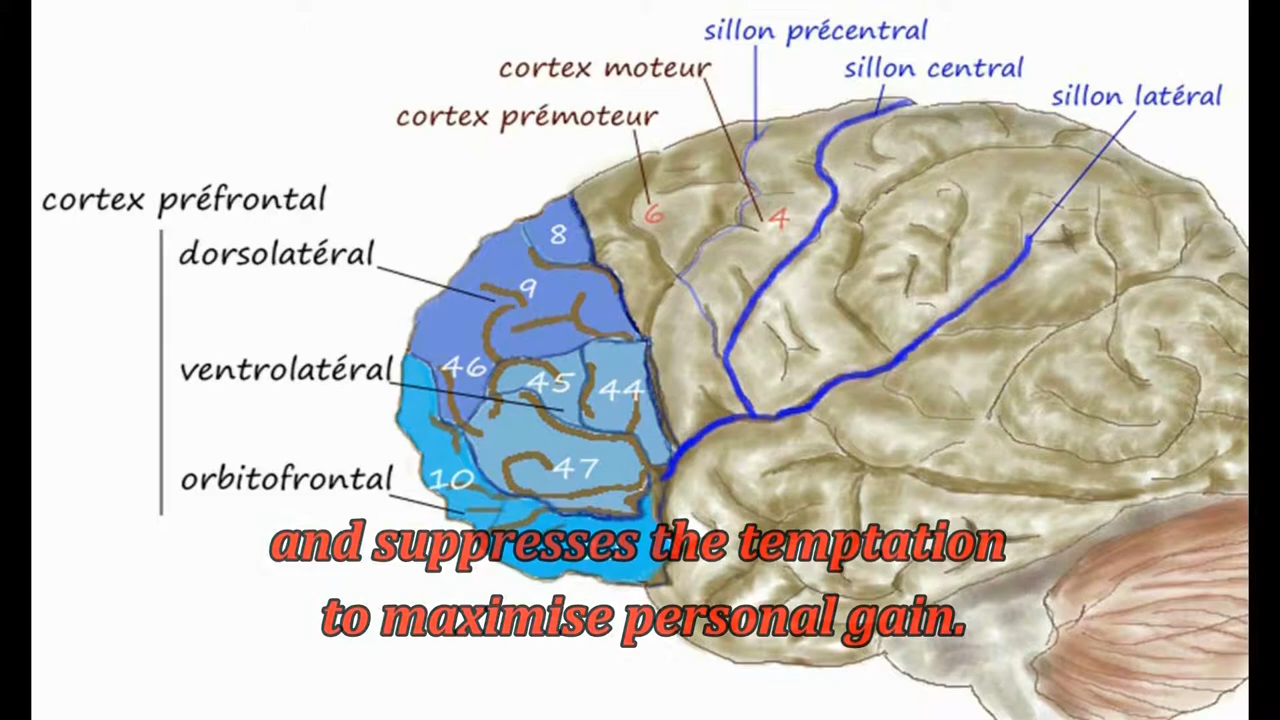 sillon précentral
cortex moteur
sillon central
sillon latéral
cortex prémoteur
cortex préfrontal
dorsolatéral
ventrolatéral
orbitofrontal
6
4
8
9
46
45
44
10
47
and suppresses the temptation
to maximise personal gain.